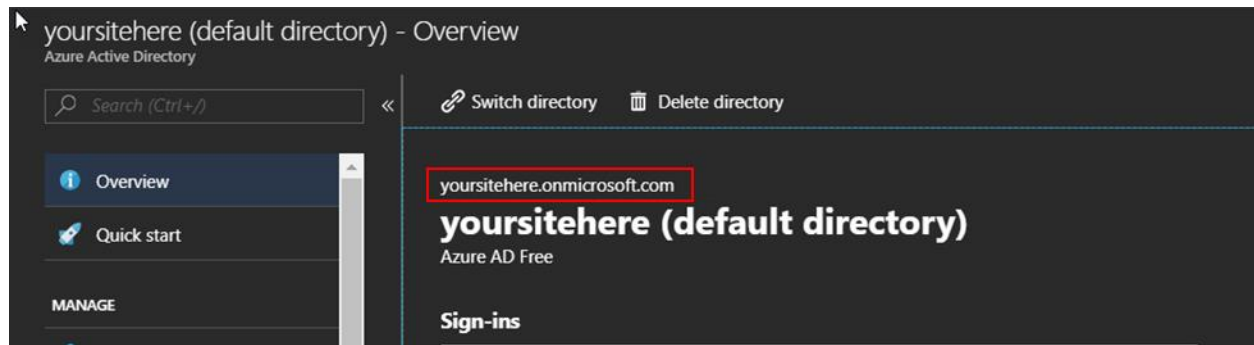 yoursitehere (default directory) - Overview
Azure Active Directory
Search (Ctrl+/)
«
Switch directory
Delete directory
Overview
Quick start
MANAGE
yoursitehere.onmicrosoft.com
yoursitehere (default directory)
Azure AD Free
Sign-ins